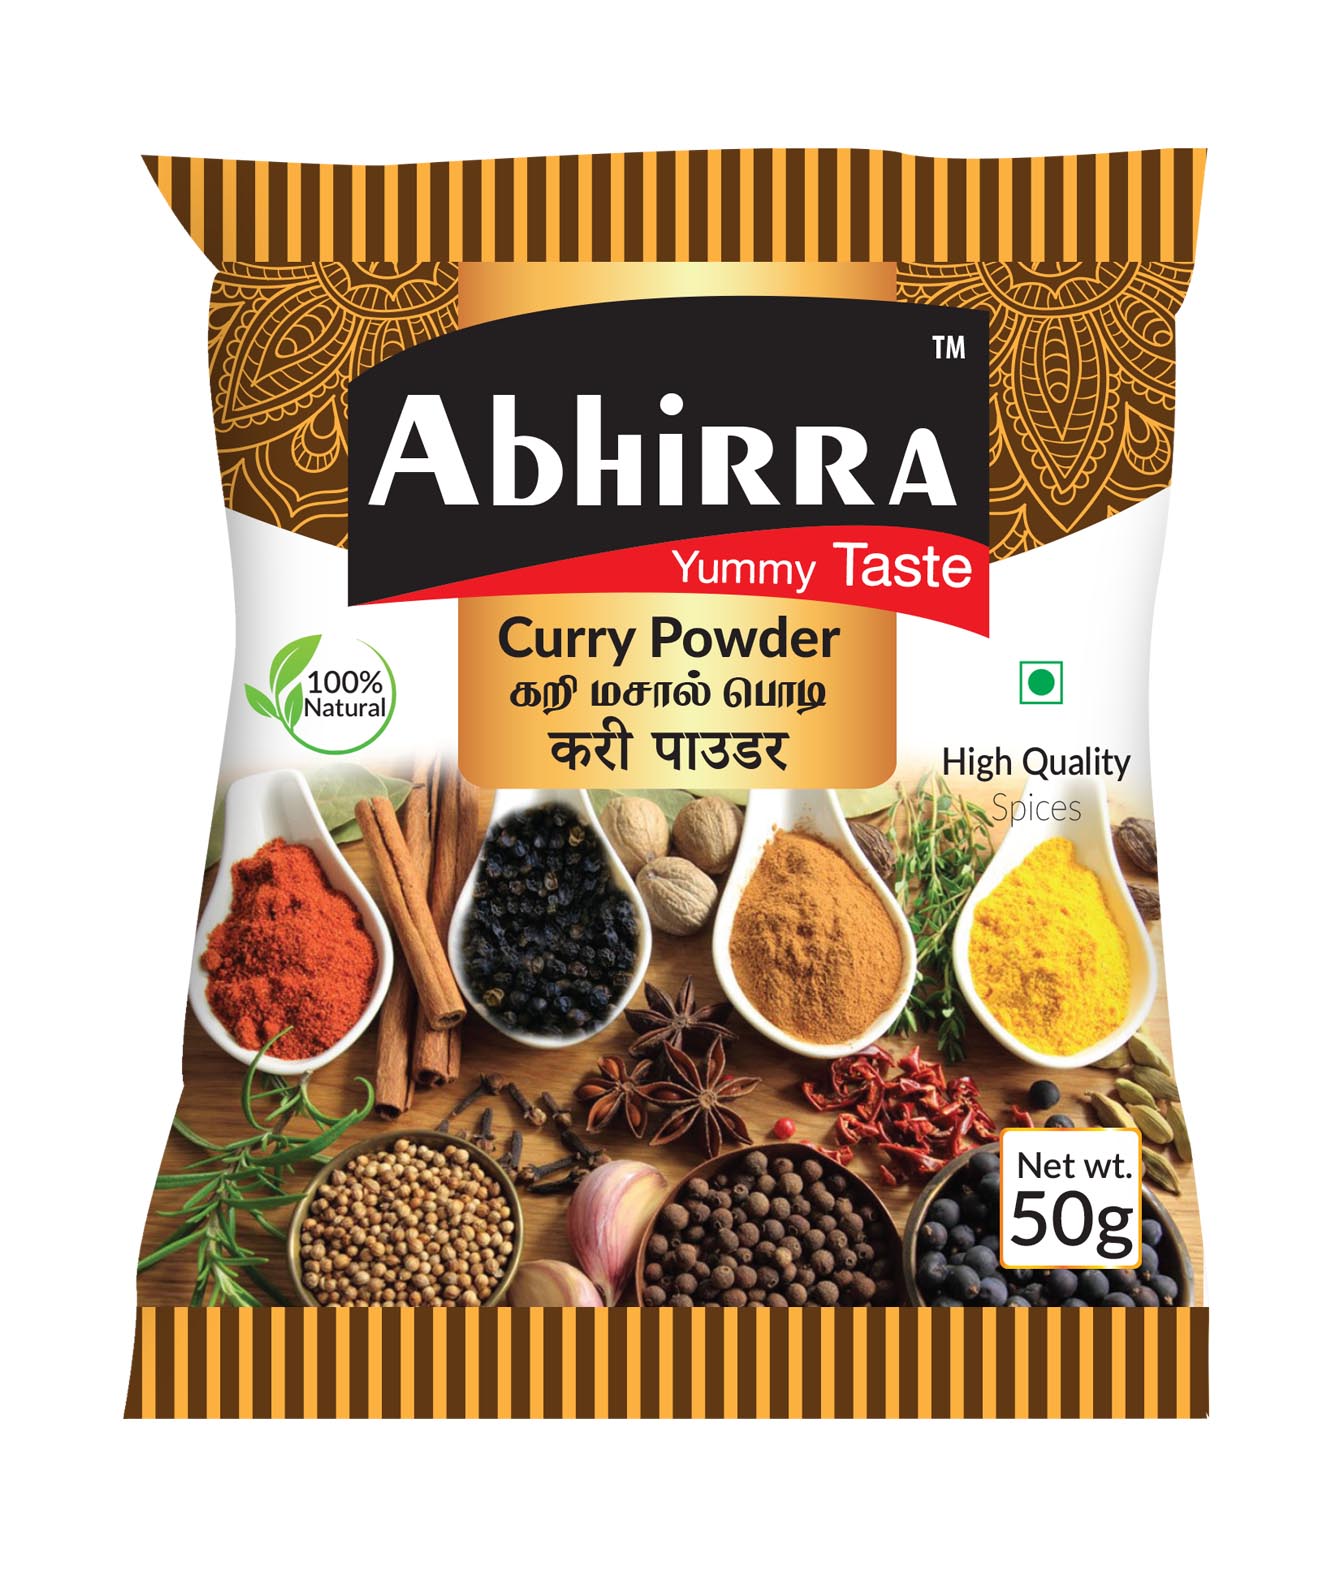 TM
Abhirra
Yummy Taste
Curry Powder
கறி மசால் பொடி
करी पाउडर
100%
Natural
High Quality
Spices
Net wt.
50g